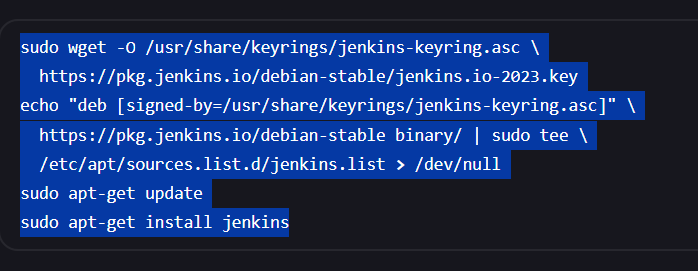 sudo wget -O /usr/share/keyrings/jenkins-keyring.asc \
  https://pkg.jenkins.io/debian-stable/jenkins.io-2023.key
echo "deb [signed-by=/usr/share/keyrings/jenkins-keyring.asc]" \
  https://pkg.jenkins.io/debian-stable binary/ | sudo tee \
  /etc/apt/sources.list.d/jenkins.list > /dev/null
sudo apt-get update
sudo apt-get install jenkins